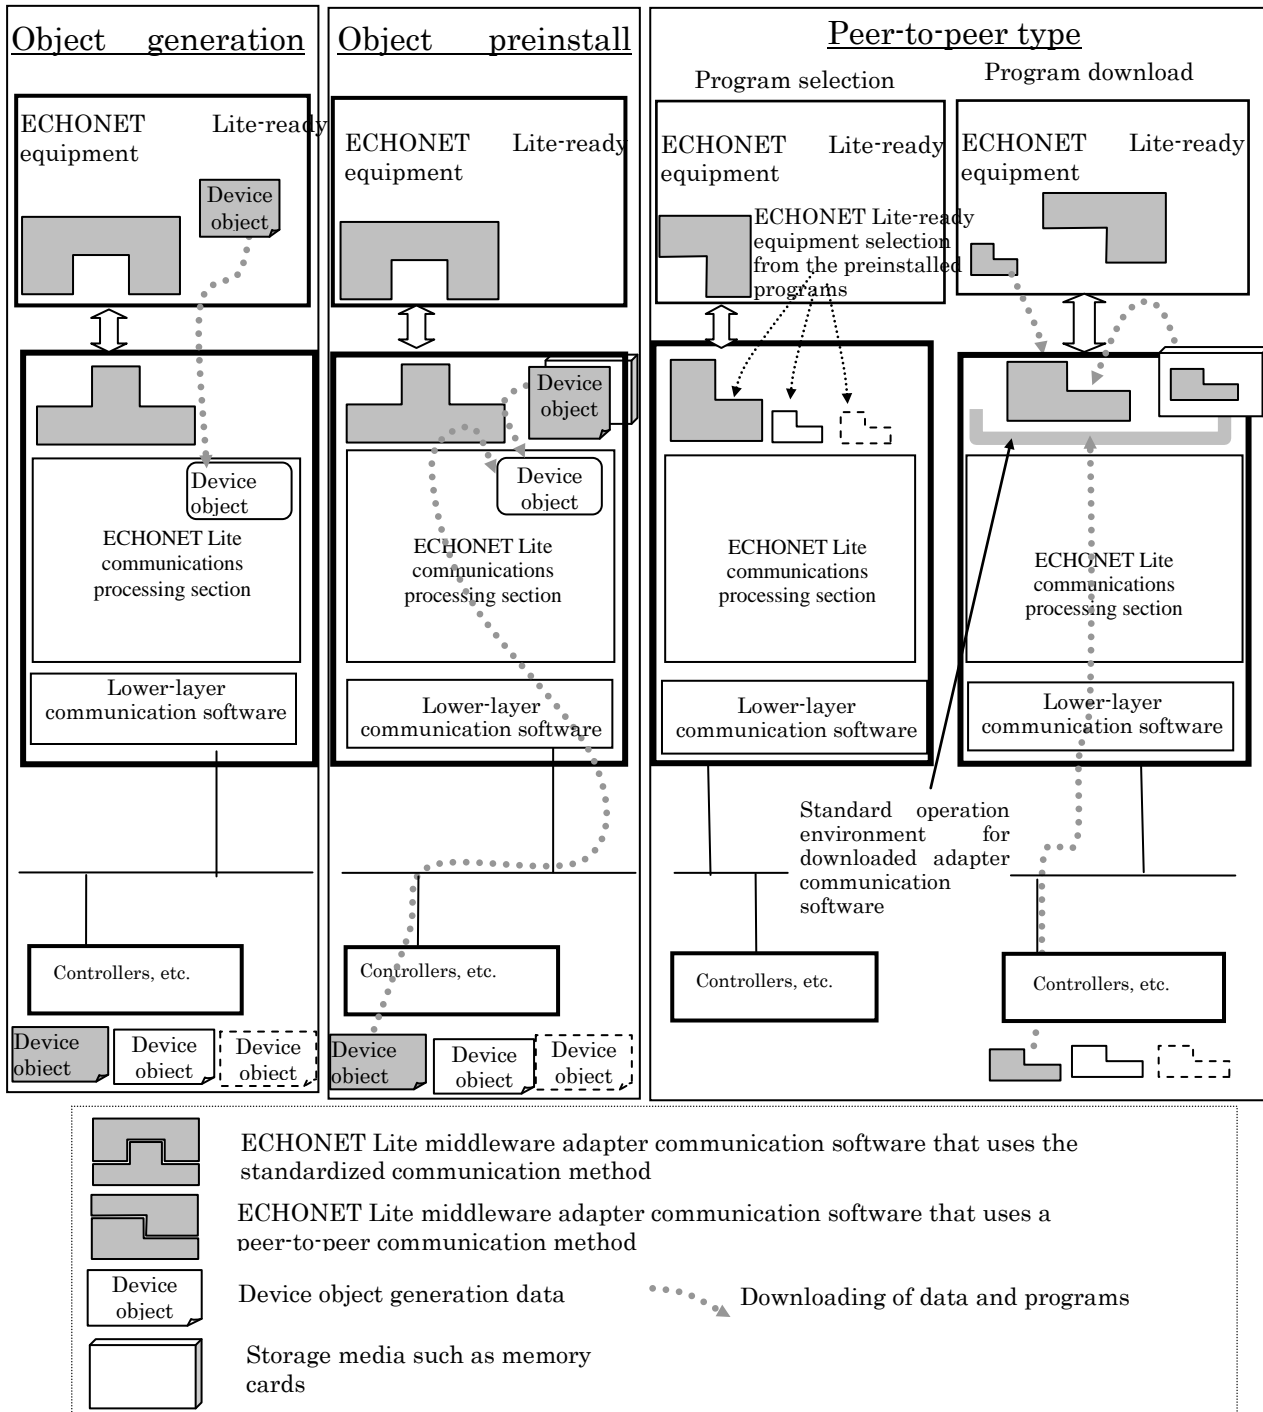 Object generation
ECHONET Lite-ready
equipment
Device
object
Device
object
ECHONET Lite
communications
processing section
Lower-layer
communication software
Controllers, etc.
Device
object
Device
object
Device
object
Object preinstall
ECHONET Lite-ready
equipment
Device
object
Device
object
ECHONET Lite
communications
processing section
Lower-layer
communication software
Controllers, etc.
Device
object
Device
object
Device
object
Peer-to-peer type
Program selection
ECHONET Lite-ready
equipment
ECHONET Lite-ready
equipment selection
from the preinstalled
programs
ECHONET Lite
communications
processing section
Lower-layer
communication software
Controllers, etc.
Program download
ECHONET Lite-ready
equipment
ECHONET Lite
communications
processing section
Lower-layer
communication software
Standard operation
environment for
downloaded adapter
communication
software
Controllers, etc.
ECHONET Lite middleware adapter communication software that uses the
standardized communication method
ECHONET Lite middleware adapter communication software that uses a
peer-to-peer communication method
Device
object
Device object generation data
Downloading of data and programs
Storage media such as memory
cards